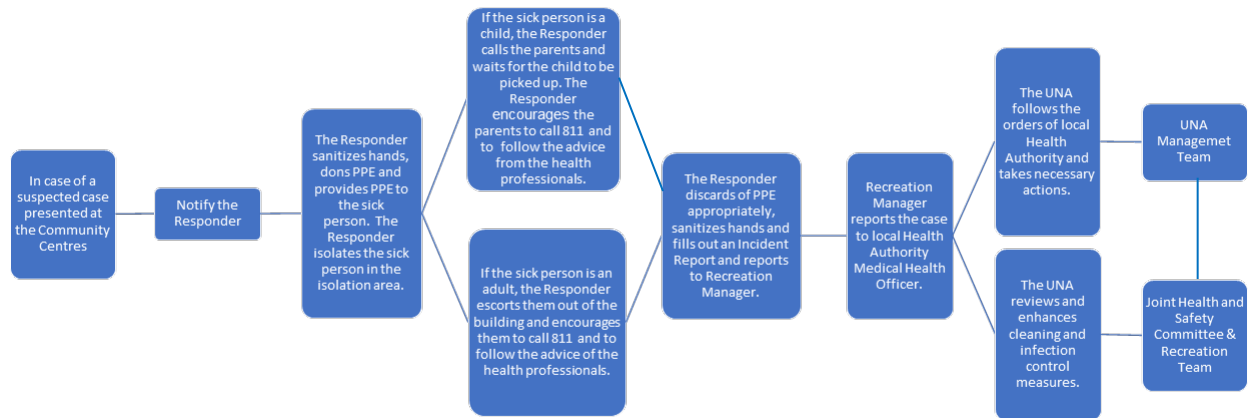 In case of a
suspected case
presented at
the Community
Centres
Notify the
Responder
The Responder
sanitizes hands,
dons PPE and
provides PPE to
the sick
person.  The
Responder
isolates the sick
person in the
isolation area.
If the sick person is a
child, the Responder
calls the parents and
waits for the child to be
picked up. The
Responder
encourages the
parents to call 811 and
to  follow the advice
from the health
professionals.
If the sick person is an
adult, the Responder
escorts them out of the
building and encourages
them to call 811 and to
follow the advice of the
health professionals.
The Responder
discards of PPE
appropriately,
sanitizes hands and
fills out an Incident
Report and reports
to Recreation
Manager.
Recreation
Manager
reports the case
to local Health
Authority
Medical Health
Officer.
The UNA
follows the
orders of local
Health
Authority and
takes necessary
actions.
The UNA
reviews and
enhances
cleaning and
infection
control
measures.
UNA
Managemet
Team
Joint Health and
Safety
Committee &
Recreation
Team